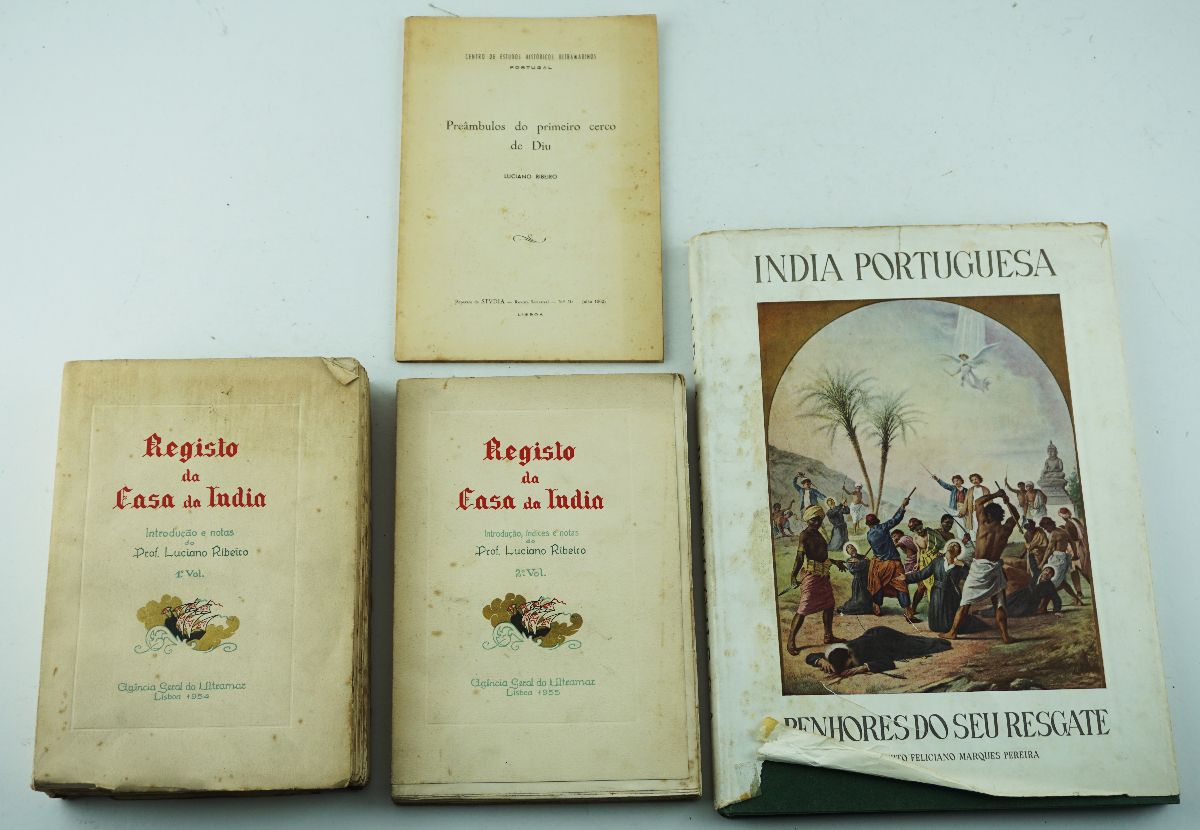 CENTRO DE ESTUDOS HISTÓRICOS ULTRAMARINOS
PORTUGAL
Preâmbulos do primeiro cerco
de Diu
LUCIANO RIBEIRO
STVDIA
LISBOA
Registo
da
Casa da India
Introdução e notas
do
Prof. Luciano Ribeiro
1º Vol.
Agência Geral do Ultramar
Lisboa 1954
Registo
da
Casa da India
Introdução, índices e notas
do
Prof. Luciano Ribeiro
2º Vol.
Agência Geral do Ultramar
Lisboa 1955
INDIA PORTUGUESA
PENHORES DO SEU RESGATE
FELICIANO MARQUES PEREIRA